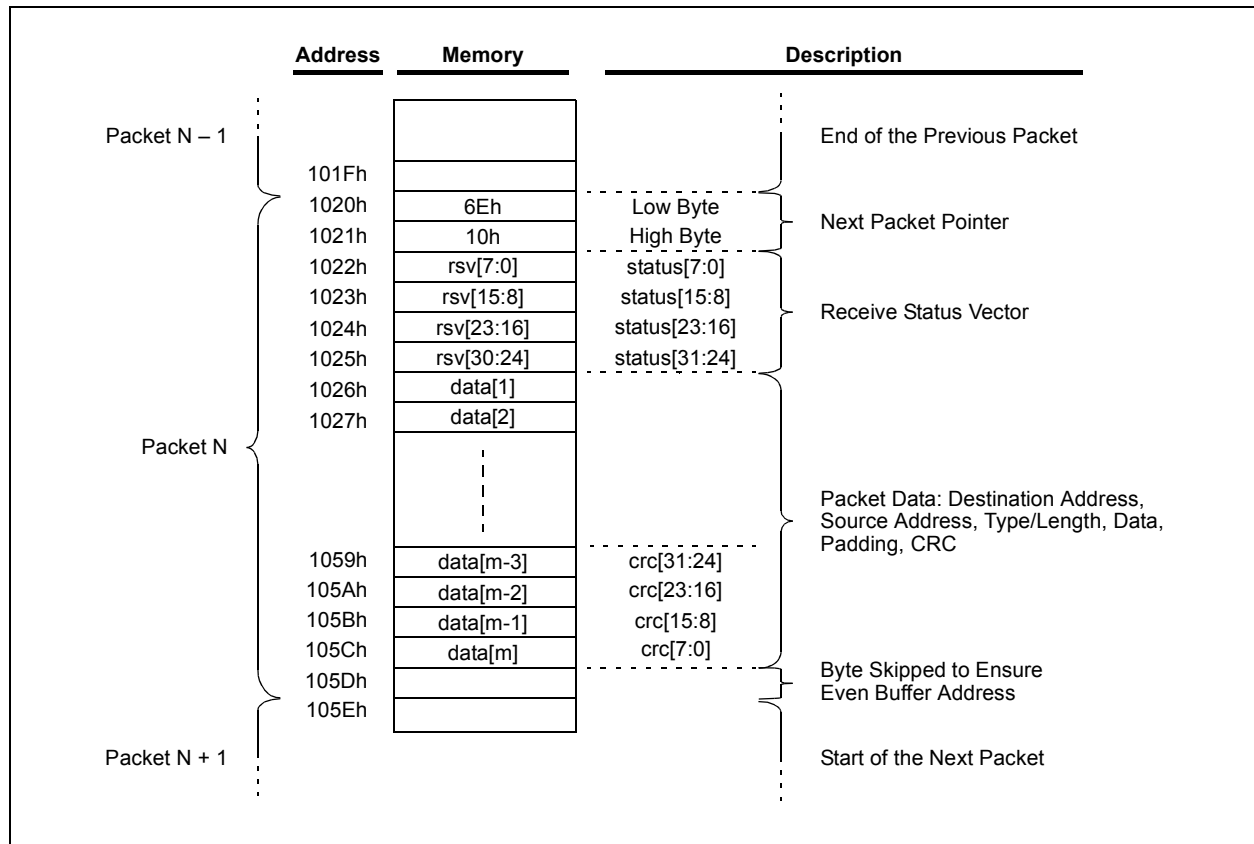 Address Memory Description
Packet N – 1 End of the Previous Packet
101Fh
1020h 6Eh Low Byte
Next Packet Pointer
1021h 10h High Byte
1022h rsv[7:0] status[7:0]
1023h rsv[15:8] status[15:8]
Receive Status Vector
1024h rsv[23:16] status[23:16]
1025h rsv[30:24] status[31:24]
1026h data[1]
1027h data[2]
Packet N
Packet Data: Destination Address,
Source Address, Type/Length, Data,
Padding, CRC
1059h data[m-3] crc[31:24]
105Ah data[m-2] crc[23:16]
105Bh data[m-1] crc[15:8]
105Ch data[m] crc[7:0]
Byte Skipped to Ensure
Even Buffer Address
105Dh
105Eh
Packet N + 1 Start of the Next Packet